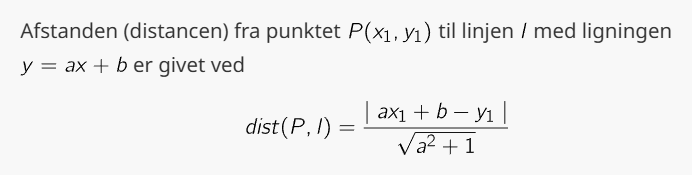 Afstanden (distancen) fra punktet P(x₁, y₁) til linjen l med ligningen
y = ax + b er givet ved
dist(P, l) = | ax₁ + b − y₁ | / √(a² + 1)